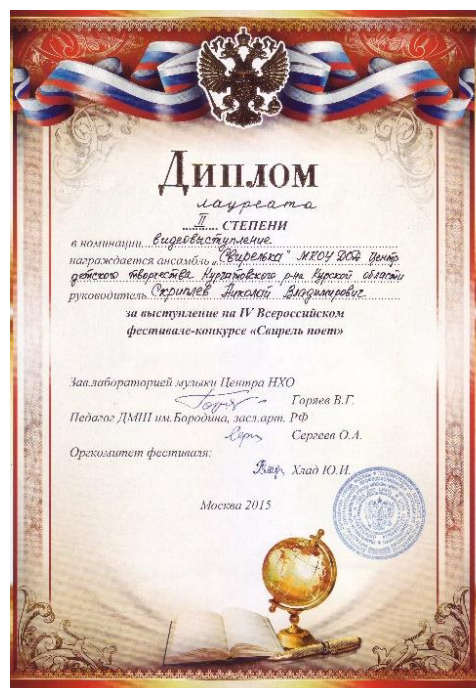 Диплом
лауреата
II СТЕПЕНИ
в номинации видеовыступление
награждается ансамбль „Свирелька" МКОУ ДОД Центр
детского творчества Курчатовского р-на Курской области
руководитель Скриплев Николай Владимирович
за выступление на IV Всероссийском
фестивале-конкурсе «Свирель поет»
Зав.лабораторией музыки Центра НХО
Горяев В.Г.
Педагог ДМШ им.Бородина, засл.арт. РФ
Сергеев О.А.
Оргкомитет фестиваля:
Хлад Ю.И.
Москва 2015